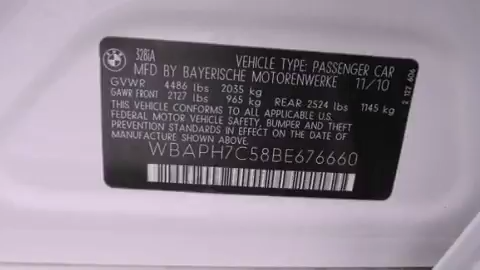 BMW
328iA VEHICLE TYPE: PASSENGER CAR
MFD BY BAYERISCHE MOTORENWERKE 11/10
GVWR 4486 lbs 2035 kg
GAWR FRONT 2127 lbs 965 kg REAR 2524 lbs 1145 kg
THIS VEHICLE CONFORMS TO ALL APPLICABLE
FEDERAL MOTOR VEHICLE SAFETY, BUMPER AND THEFT
PREVENTION STANDARDS IN EFFECT ON THE DATE OF
MANUFACTURE SHOWN ABOVE.
WBAPH7C58BE676660